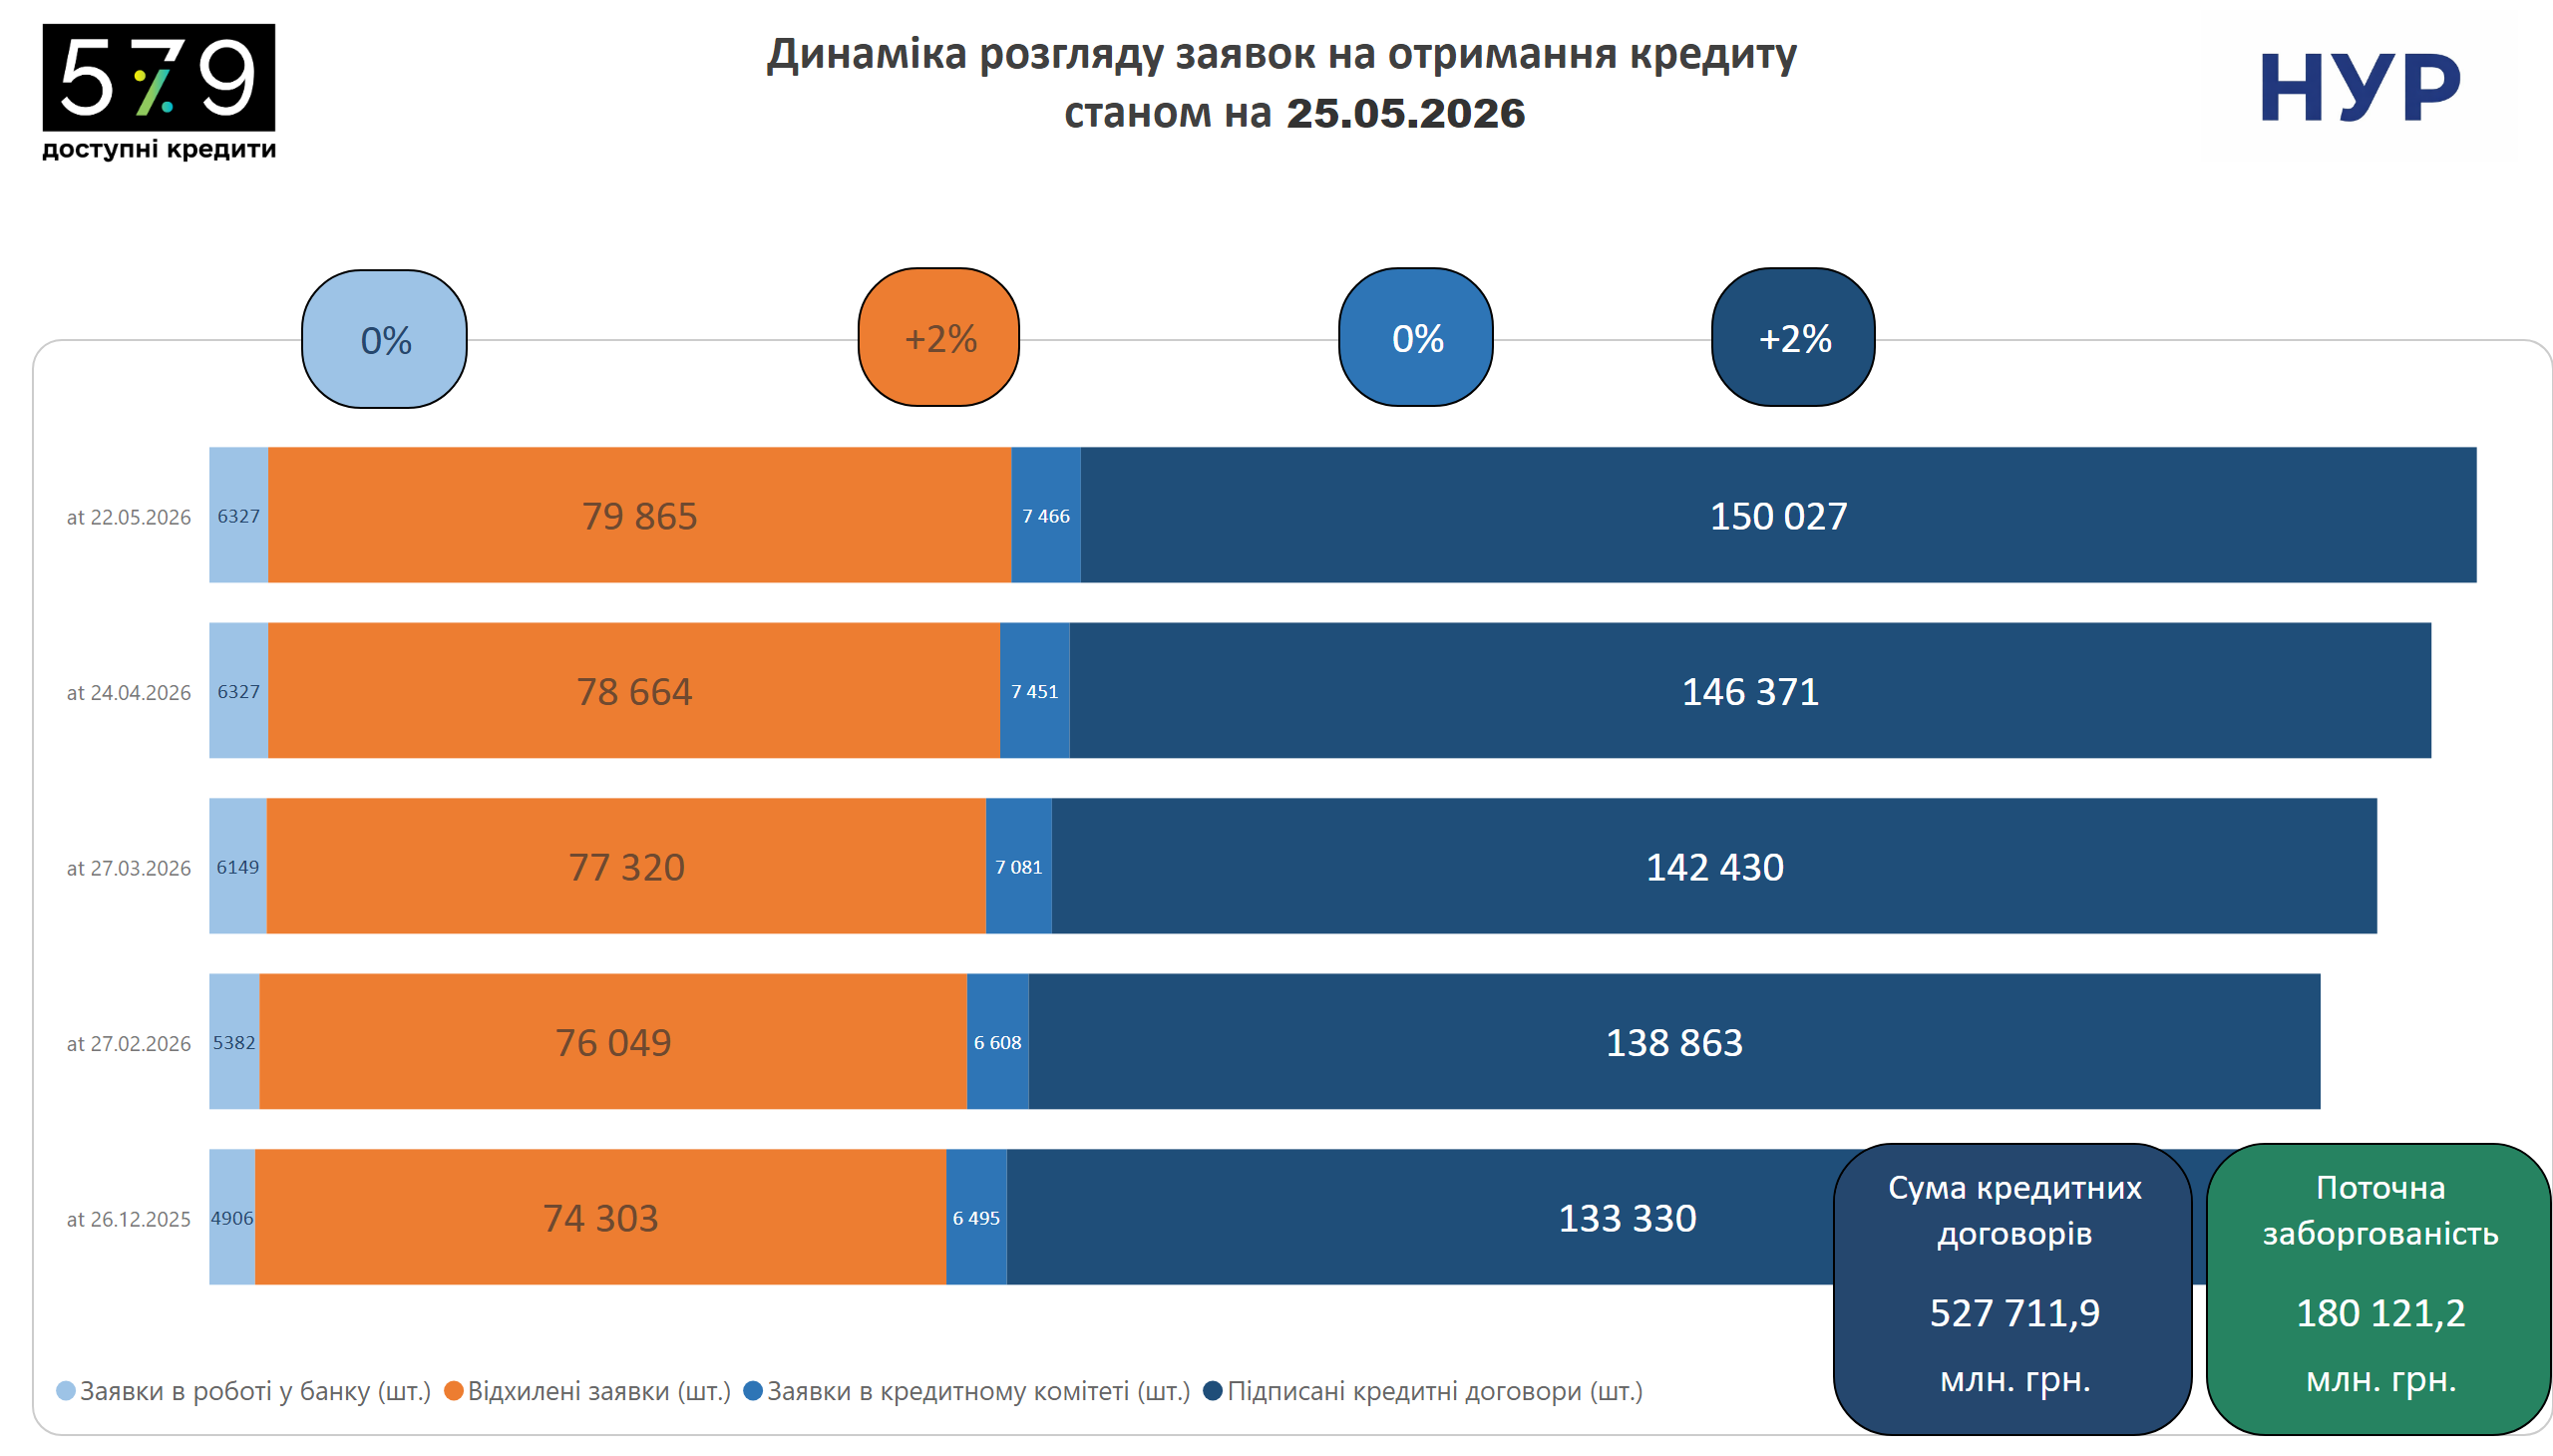 5%9
доступні кредити
Динаміка розгляду заявок на отримання кредиту
станом на 25.05.2026
НУР
0%
+2%
0%
+2%
at 22.05.2026
6327
79 865
7 466
150 027
at 24.04.2026
6327
78 664
7 451
146 371
at 27.03.2026
6149
77 320
7 081
142 430
at 27.02.2026
5382
76 049
6 608
138 863
at 26.12.2025
4906
74 303
6 495
133 330
Сума кредитних
договорів
527 711,9
млн. грн.
Поточна
заборгованість
180 121,2
млн. грн.
Заявки в роботі у банку (шт.)
Відхилені заявки (шт.)
Заявки в кредитному комітеті (шт.)
Підписані кредитні договори (шт.)